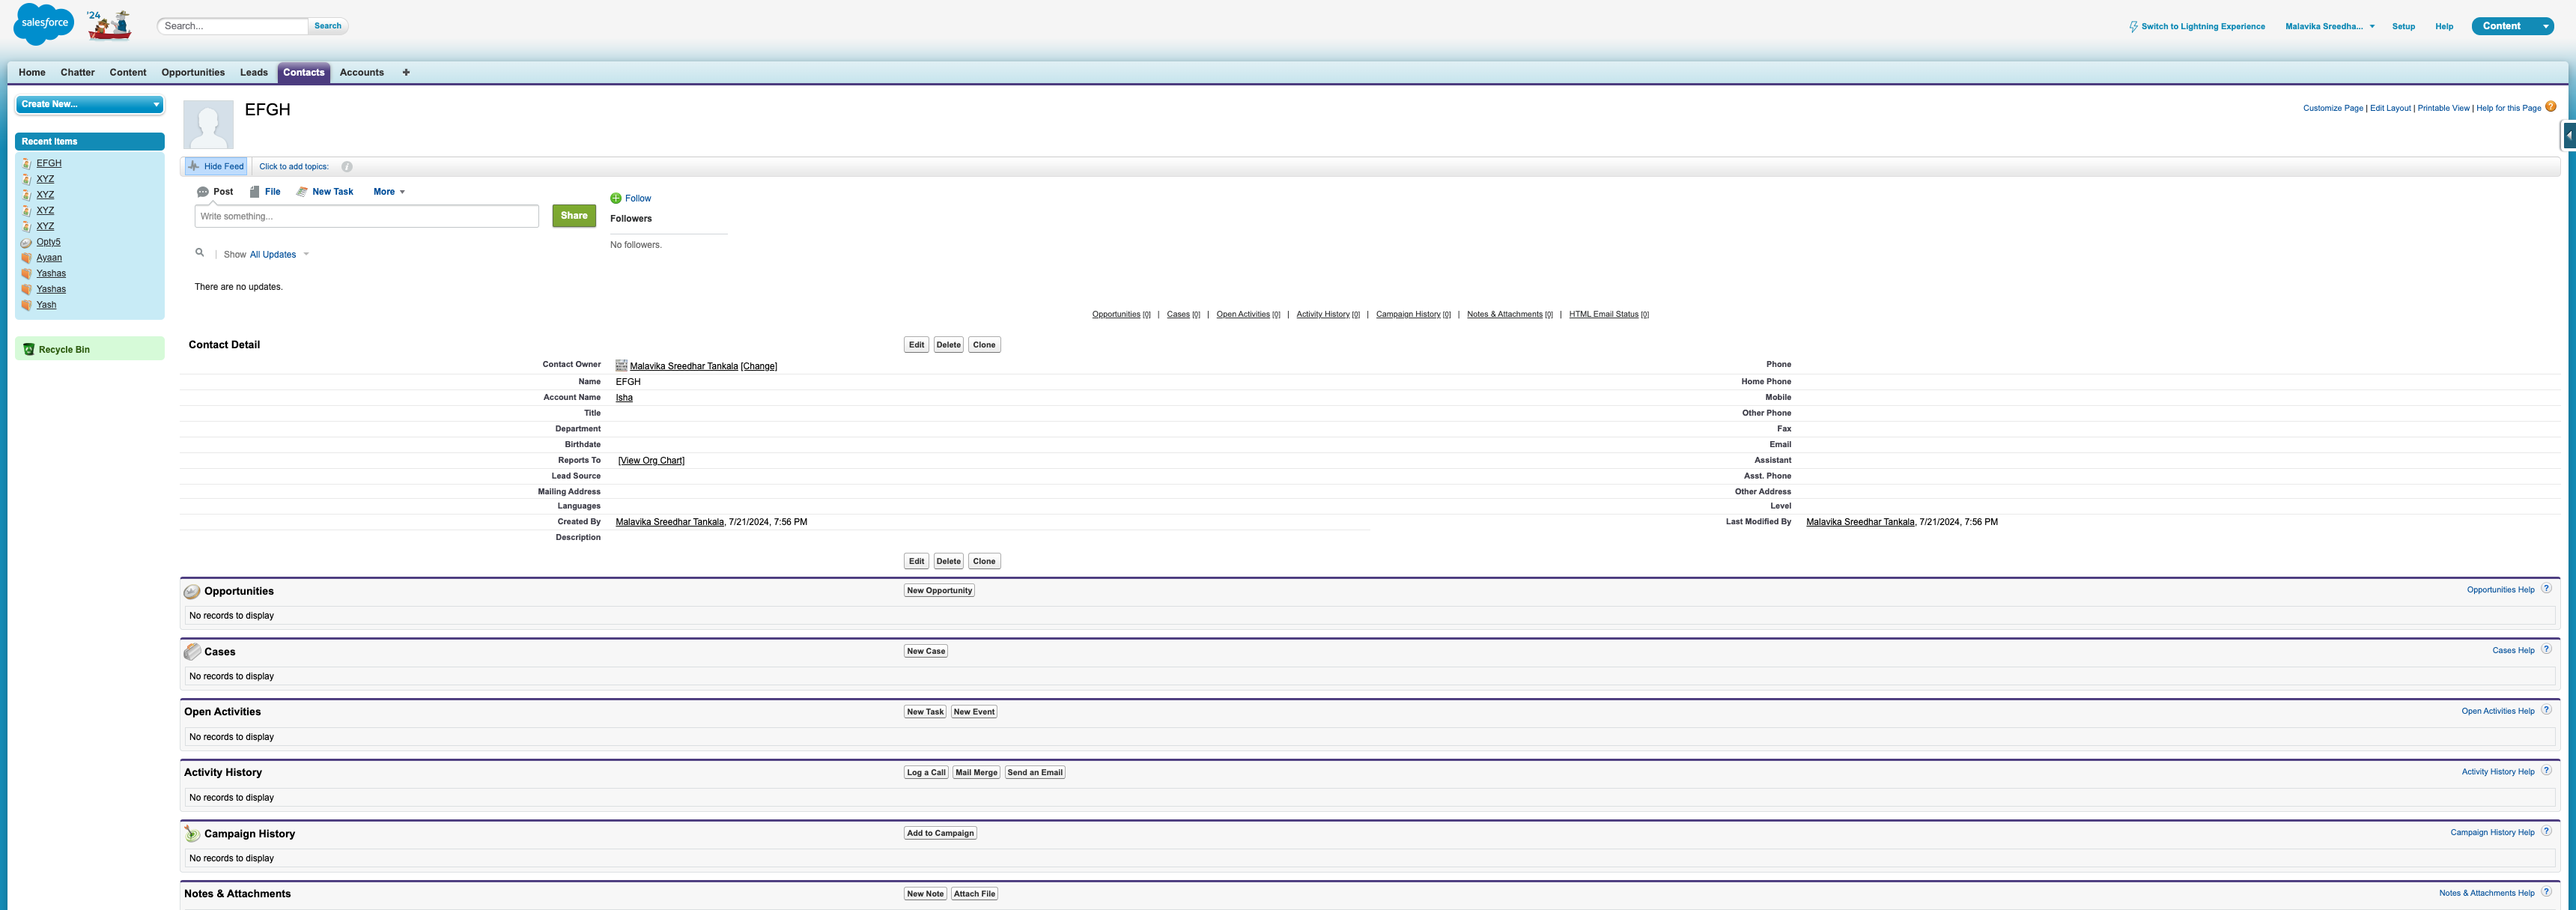 salesforce
'24
Search...
Search
Switch to Lightning Experience
Malavika Sreedha...
Setup
Help
Content
Home
Chatter
Content
Opportunities
Leads
Contacts
Accounts
+
Create New...
Recent Items
EFGH
XYZ
XYZ
XYZ
XYZ
Opty5
Ayaan
Yashas
Yashas
Yash
Recycle Bin
EFGH
Customize Page | Edit Layout | Printable View | Help for this Page ?
Hide Feed
Click to add topics: i
Post
File
New Task
More
Write something...
Share
Follow
Followers
No followers.
Show All Updates
There are no updates.
Opportunities [0] | Cases [0] | Open Activities [0] | Activity History [0] | Campaign History [0] | Notes & Attachments [0] | HTML Email Status [0]
Contact Detail
Edit Delete Clone
Contact Owner Malavika Sreedhar Tankala [Change] Phone
Name EFGH Home Phone
Account Name Isha Mobile
Title Other Phone
Department Fax
Birthdate Email
Reports To [View Org Chart] Assistant
Lead Source Asst. Phone
Mailing Address Other Address
Languages Level
Created By Malavika Sreedhar Tankala, 7/21/2024, 7:56 PM Last Modified By Malavika Sreedhar Tankala, 7/21/2024, 7:56 PM
Description
Edit Delete Clone
Opportunities New Opportunity Opportunities Help ?
No records to display
Cases New Case Cases Help ?
No records to display
Open Activities New Task New Event Open Activities Help ?
No records to display
Activity History Log a Call Mail Merge Send an Email Activity History Help ?
No records to display
Campaign History Add to Campaign Campaign History Help ?
No records to display
Notes & Attachments New Note Attach File Notes & Attachments Help ?